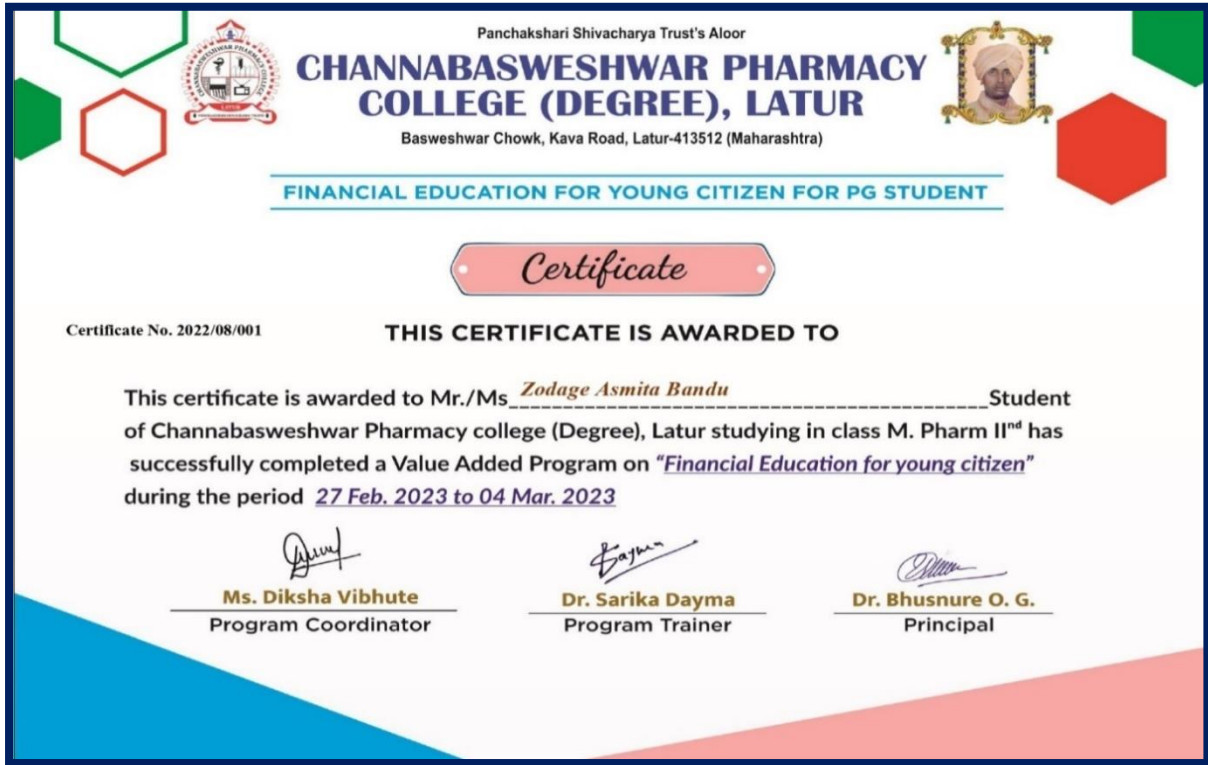 Panchakshari Shivacharya Trust's Aloor
CHANNABASWESHWAR PHARMACY
COLLEGE (DEGREE), LATUR
Basweshwar Chowk, Kava Road, Latur-413512 (Maharashtra)
FINANCIAL EDUCATION FOR YOUNG CITIZEN FOR PG STUDENT
Certificate
Certificate No. 2022/08/001
THIS CERTIFICATE IS AWARDED TO
This certificate is awarded to Mr./Ms_Zodage Asmita Bandu_Student
of Channabasweshwar Pharmacy college (Degree), Latur studying in class M. Pharm IInd has
successfully completed a Value Added Program on "Financial Education for young citizen"
during the period 27 Feb. 2023 to 04 Mar. 2023
Ms. Diksha Vibhute
Program Coordinator
Dr. Sarika Dayma
Program Trainer
Dr. Bhusnure O. G.
Principal